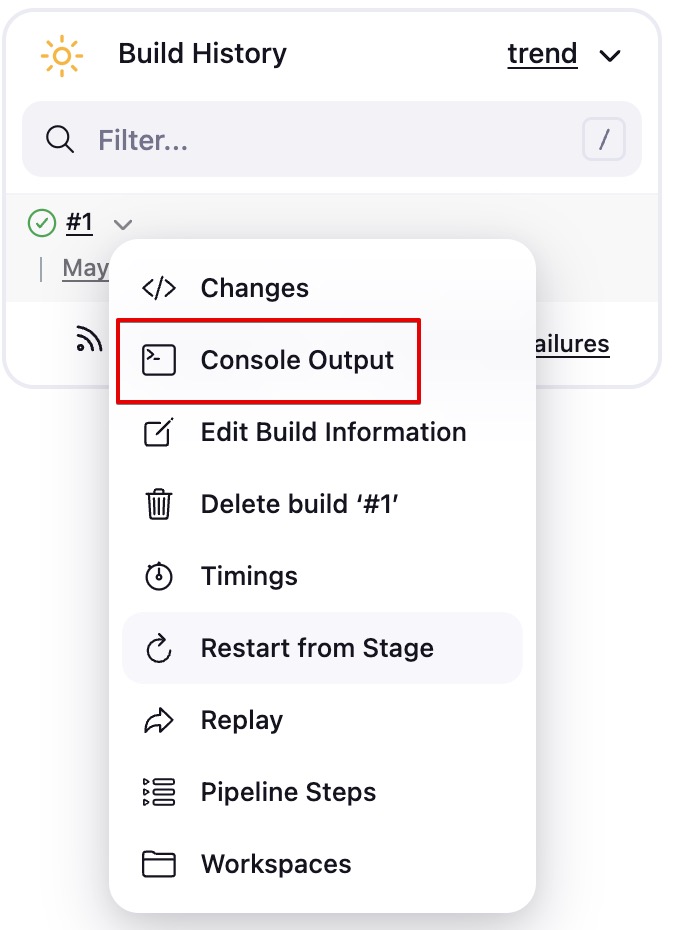 Build History trend
Filter... /
#1
May
Changes
Console Output
ailures
Edit Build Information
Delete build ‘#1’
Timings
Restart from Stage
Replay
Pipeline Steps
Workspaces